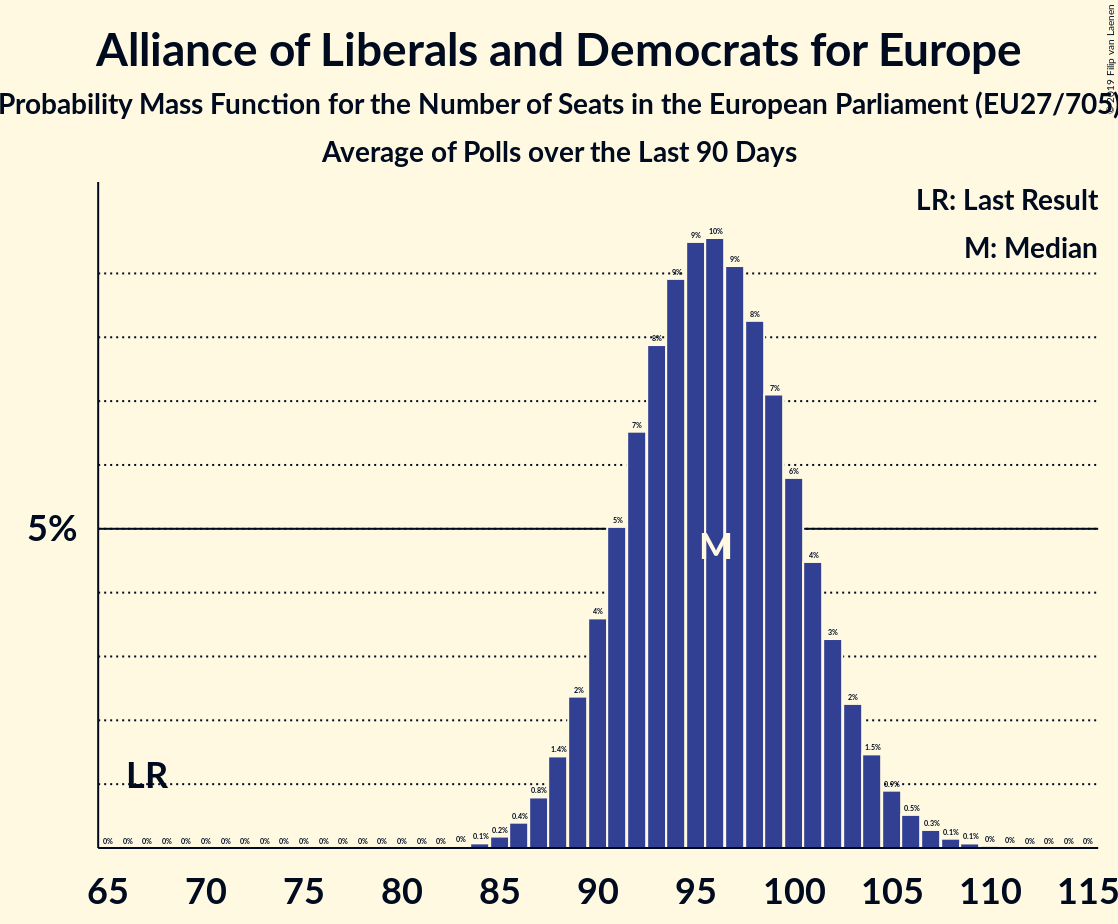 Alliance of Liberals and Democrats for Europe
Probability Mass Function for the Number of Seats in the European Parliament (EU27/705)
Average of Polls over the Last 90 Days
© 2019 Filip van Laenen
LR: Last Result
M: Median
5%
LR
M
0% 0% 0% 0% 0% 0% 0% 0% 0% 0% 0% 0% 0% 0% 0% 0% 0% 0% 0% 0.1% 0.2% 0.4% 0.8% 1.4% 2% 4% 5% 7% 8% 9% 9% 10% 9% 8% 7% 6% 4% 3% 2% 1.5% 0.9% 0.5% 0.3% 0.1% 0.1% 0% 0% 0% 0% 0% 0%
65 70 75 80 85 90 95 100 105 110 115